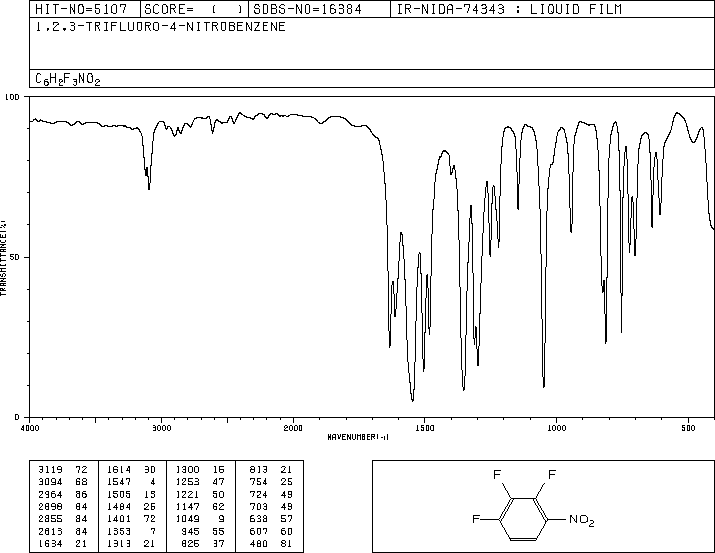 HIT-NO=5107 SCORE= ( ) SDBS-NO=16384 IR-NIDA-74343 : LIQUID FILM
1,2,3-TRIFLUORO-4-NITROBENZENE
C6H2F3NO2
100
50
0
TRANSMITTANCE(%)
4000 3000 2000 1500 1000 500
WAVENUMBER(-1)
3119 72 1614 30 1300 16 813 21
3094 68 1547 4 1253 47 754 25
2964 86 1505 13 1221 50 724 49
2898 84 1484 26 1147 62 703 49
2855 84 1401 72 1049 9 638 57
2613 84 1353 7 945 55 607 60
1634 21 1313 21 826 37 480 81
F F
F NO2